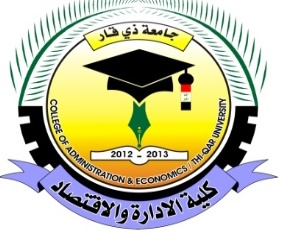 جامعة ذي قار
COLLEGE OF ADMINISTRATION & ECONOMICS / THI-QAR UNIVERSITY
2012 - 2013
كلية الادارة والاقتصاد